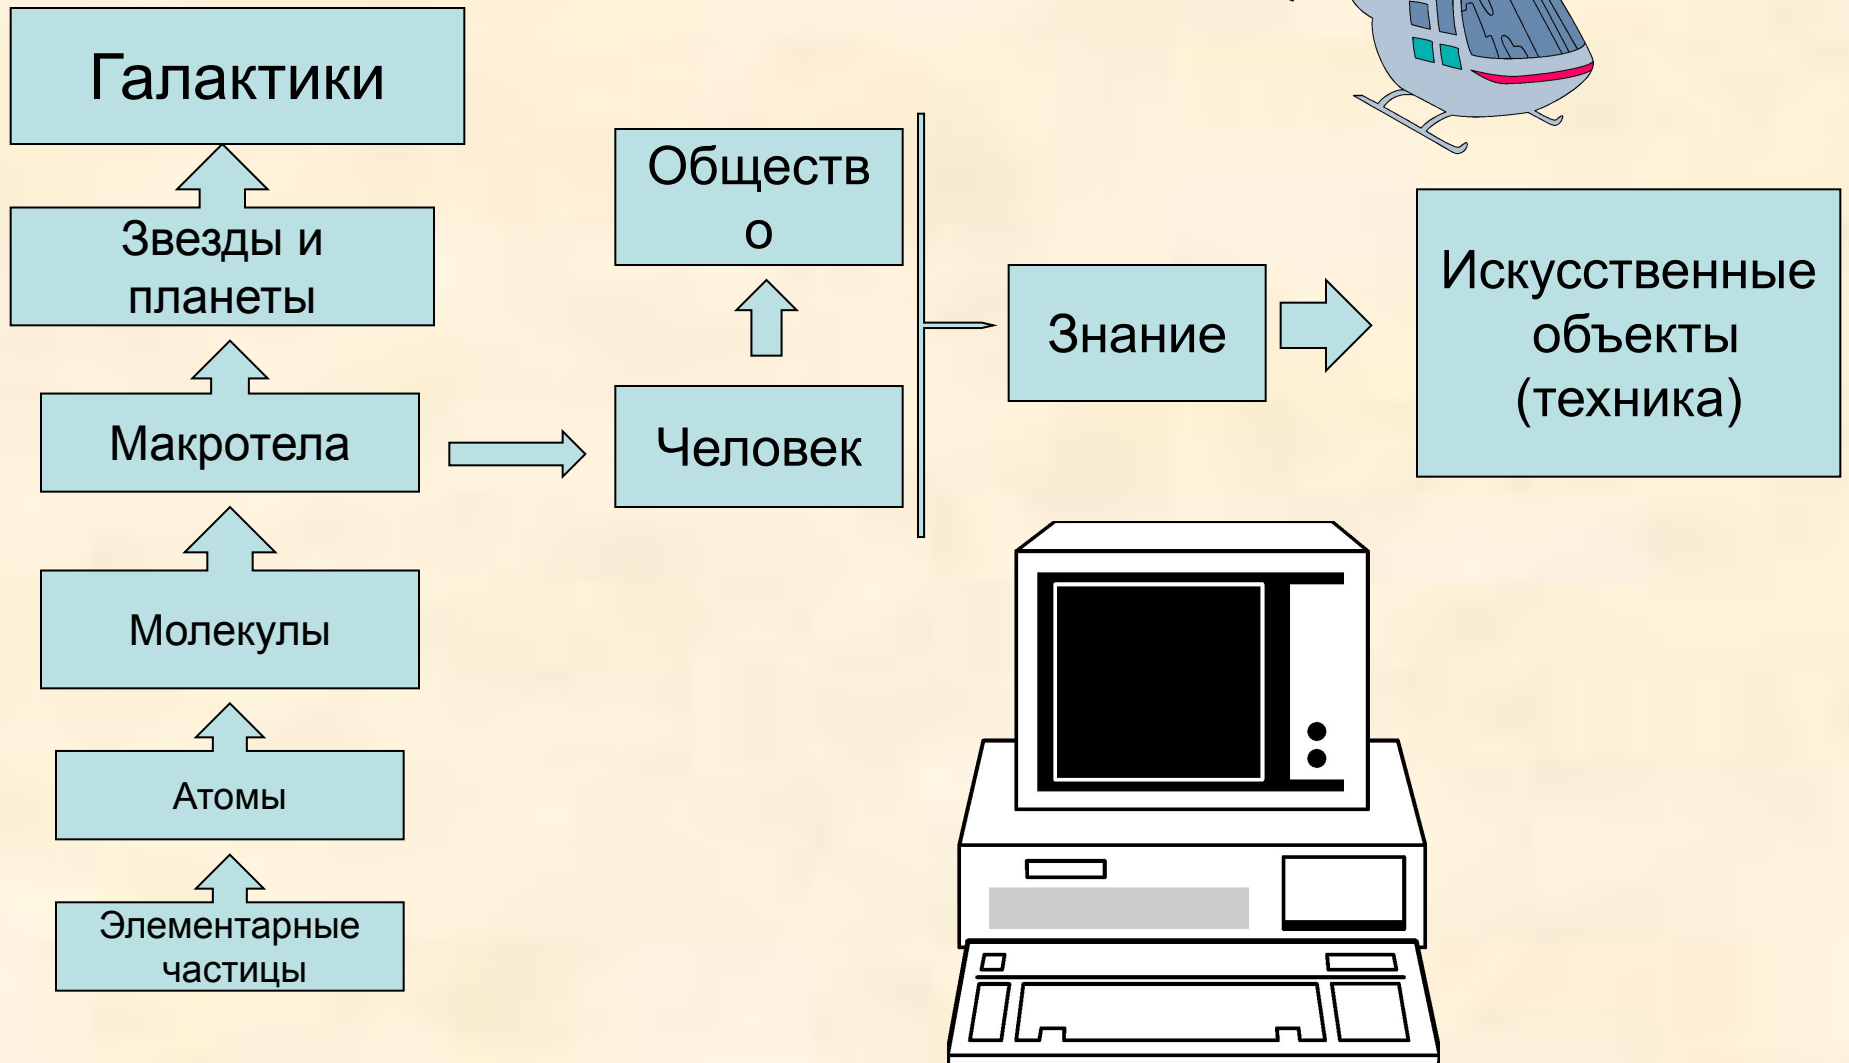 Галактики
Звезды и
планеты
Макротела
Молекулы
Атомы
Элементарные
частицы
Обществ
о
Человек
Знание
Искусственные
объекты
(техника)